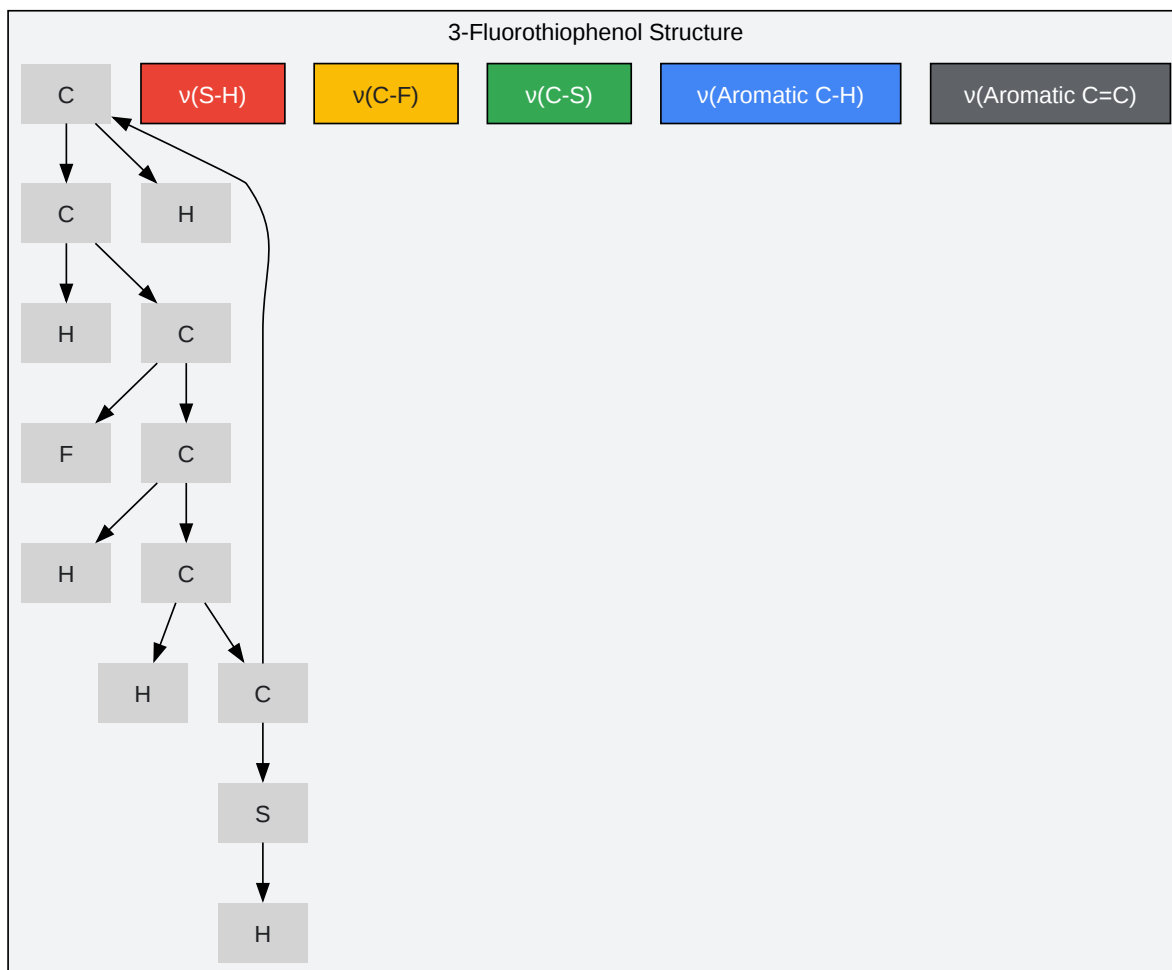 3-Fluorothiophenol Structure
C ν(S-H) ν(C-F) ν(C-S) ν(Aromatic C-H) ν(Aromatic C=C)
C H
H C
F C
H C
H C
S
H